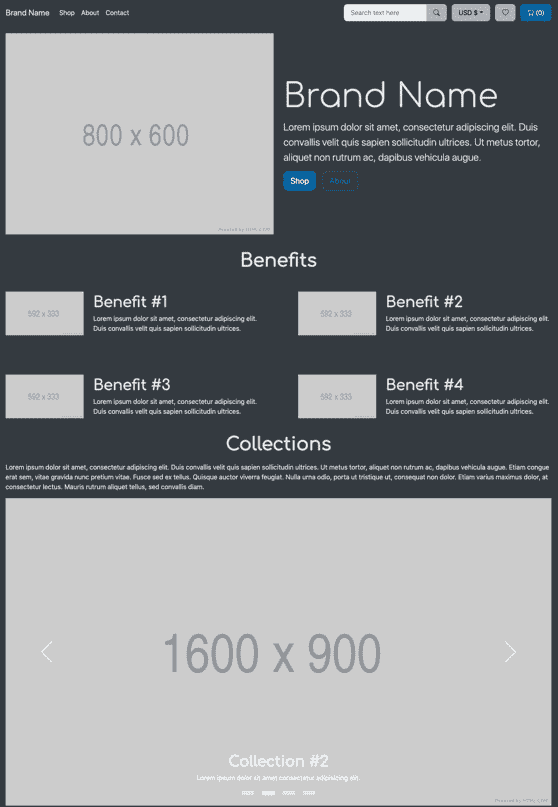 Brand Name Shop About Contact Search text here USD $ (0)
800 x 600
Brand Name
Lorem ipsum dolor sit amet, consectetur adipiscing elit. Duis
convallis velit quis sapien sollicitudin ultrices. Ut metus tortor,
aliquet non rutrum ac, dapibus vehicula augue.
Shop About
Benefits
592 x 333
Benefit #1
Lorem ipsum dolor sit amet, consectetur adipiscing elit.
Duis convallis velit quis sapien sollicitudin ultrices.
592 x 333
Benefit #2
Lorem ipsum dolor sit amet, consectetur adipiscing elit.
Duis convallis velit quis sapien sollicitudin ultrices.
592 x 333
Benefit #3
Lorem ipsum dolor sit amet, consectetur adipiscing elit.
Duis convallis velit quis sapien sollicitudin ultrices.
592 x 333
Benefit #4
Lorem ipsum dolor sit amet, consectetur adipiscing elit.
Duis convallis velit quis sapien sollicitudin ultrices.
Collections
Lorem ipsum dolor sit amet, consectetur adipiscing elit. Duis convallis velit quis sapien sollicitudin ultrices. Ut metus tortor, aliquet non rutrum ac, dapibus vehicula augue. Etiam congue
erat sem, vitae gravida nunc pretium vitae. Fusce sed ex tellus. Quisque auctor viverra feugiat. Nulla urna odio, porta ut tristique ut, consequat non dolor. Etiam varius maximus dolor, at
consectetur lectus. Mauris rutrum aliquet tellus, sed convallis diam.
1600 x 900
Collection #2
Lorem ipsum dolor sit amet consectetur adipiscing elit.